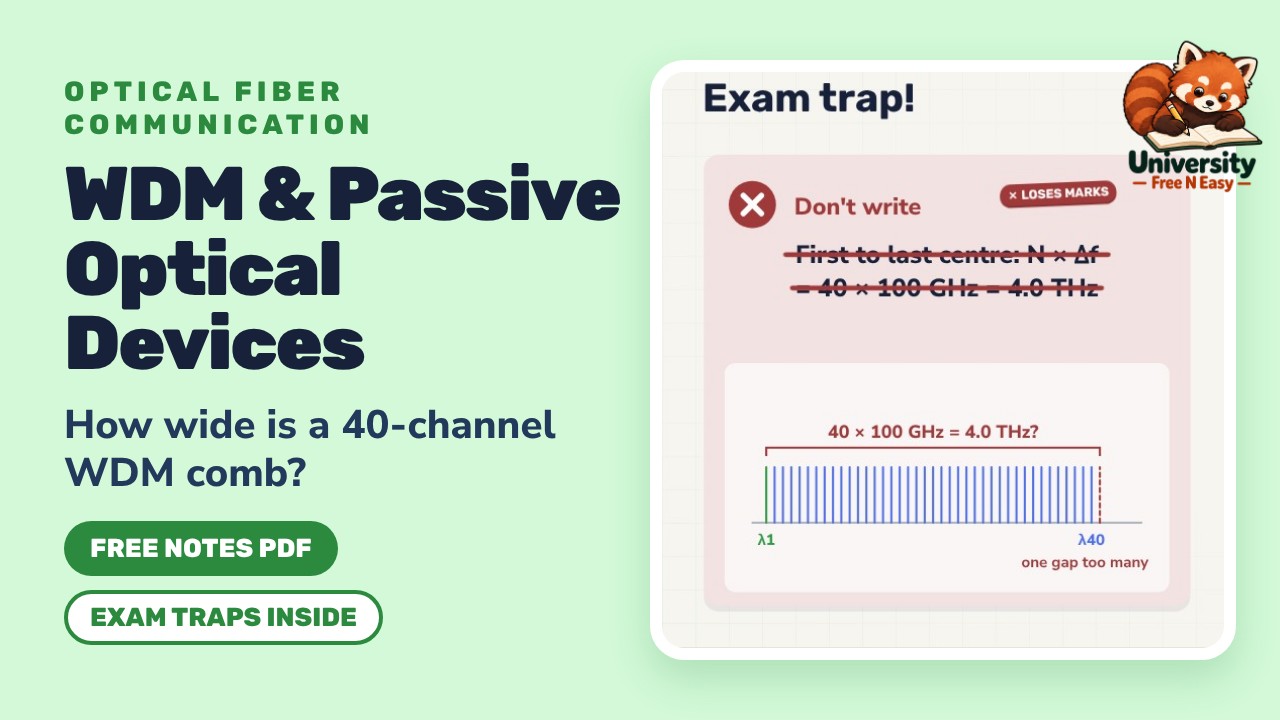 OPTICAL FIBER
COMMUNICATION
WDM & Passive
Optical
Devices
How wide is a 40-channel
WDM comb?
FREE NOTES PDF
EXAM TRAPS INSIDE
Exam trap!
Don't write
× LOSES MARKS
First to last centre: N × Δf
= 40 × 100 GHz = 4.0 THz
40 × 100 GHz = 4.0 THz?
λ1
λ40
one gap too many
University
Free N Easy